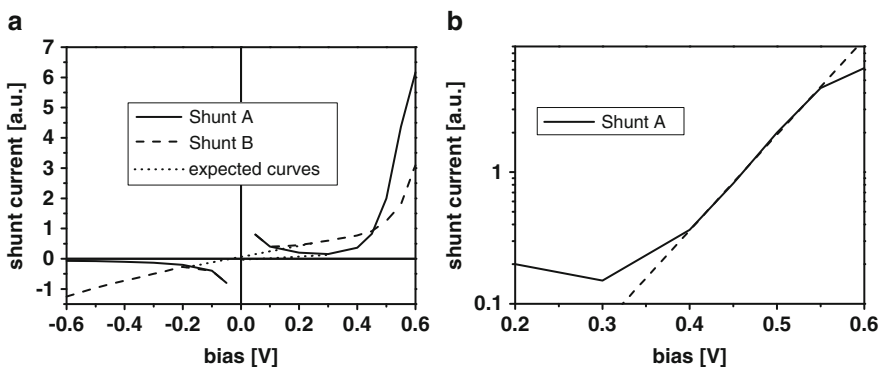 a
7
6
5
4
3
2
1
0
-1
shunt current [a.u.]
Shunt A
Shunt B
expected curves
-0.6 -0.4 -0.2 0.0 0.2 0.4 0.6
bias [V]
b
1
0.1
shunt current [a.u.]
Shunt A
0.2 0.3 0.4 0.5 0.6
bias [V]